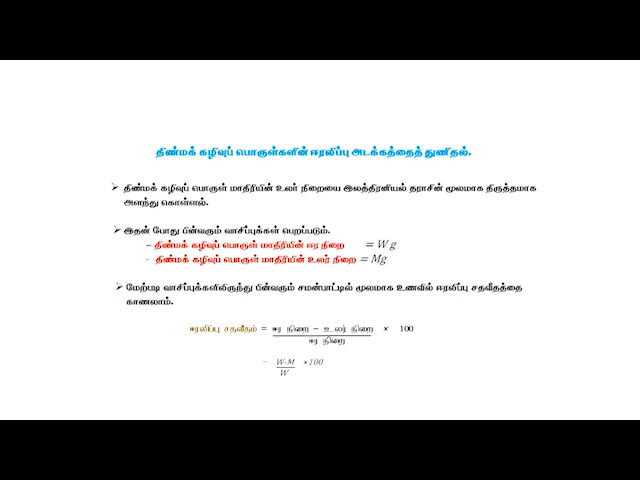 திண்மக் கழிவுப் பொருள்களின் ஈரலிப்பு அடக்கத்தைத் துணிதல்.
➢ திண்மக் கழிவுப் பொருள் மாதிரியின் உலர் நிறையை இலத்திரனியல் தராசின் மூலமாக திருத்தமாக
அளந்து கொள்ளல்.
➢ இதன் போது பின்வரும் வாசிப்புக்கள் பெறப்படும்.
– திண்மக் கழிவுப் பொருள் மாதிரியின் ஈர நிறை = W g
- திண்மக் கழிவுப் பொருள் மாதிரியின் உலர் நிறை = Mg
➢ மேற்படி வாசிப்புக்களிலிருந்து பின்வரும் சமன்பாட்டில் மூலமாக உணவில் ஈரலிப்பு சதவீதத்தை
காணலாம்.
ஈரலிப்பு சதவீதம் = ஈர நிறை – உலர் நிறை × 100
ஈர நிறை
= W-M ×100
W